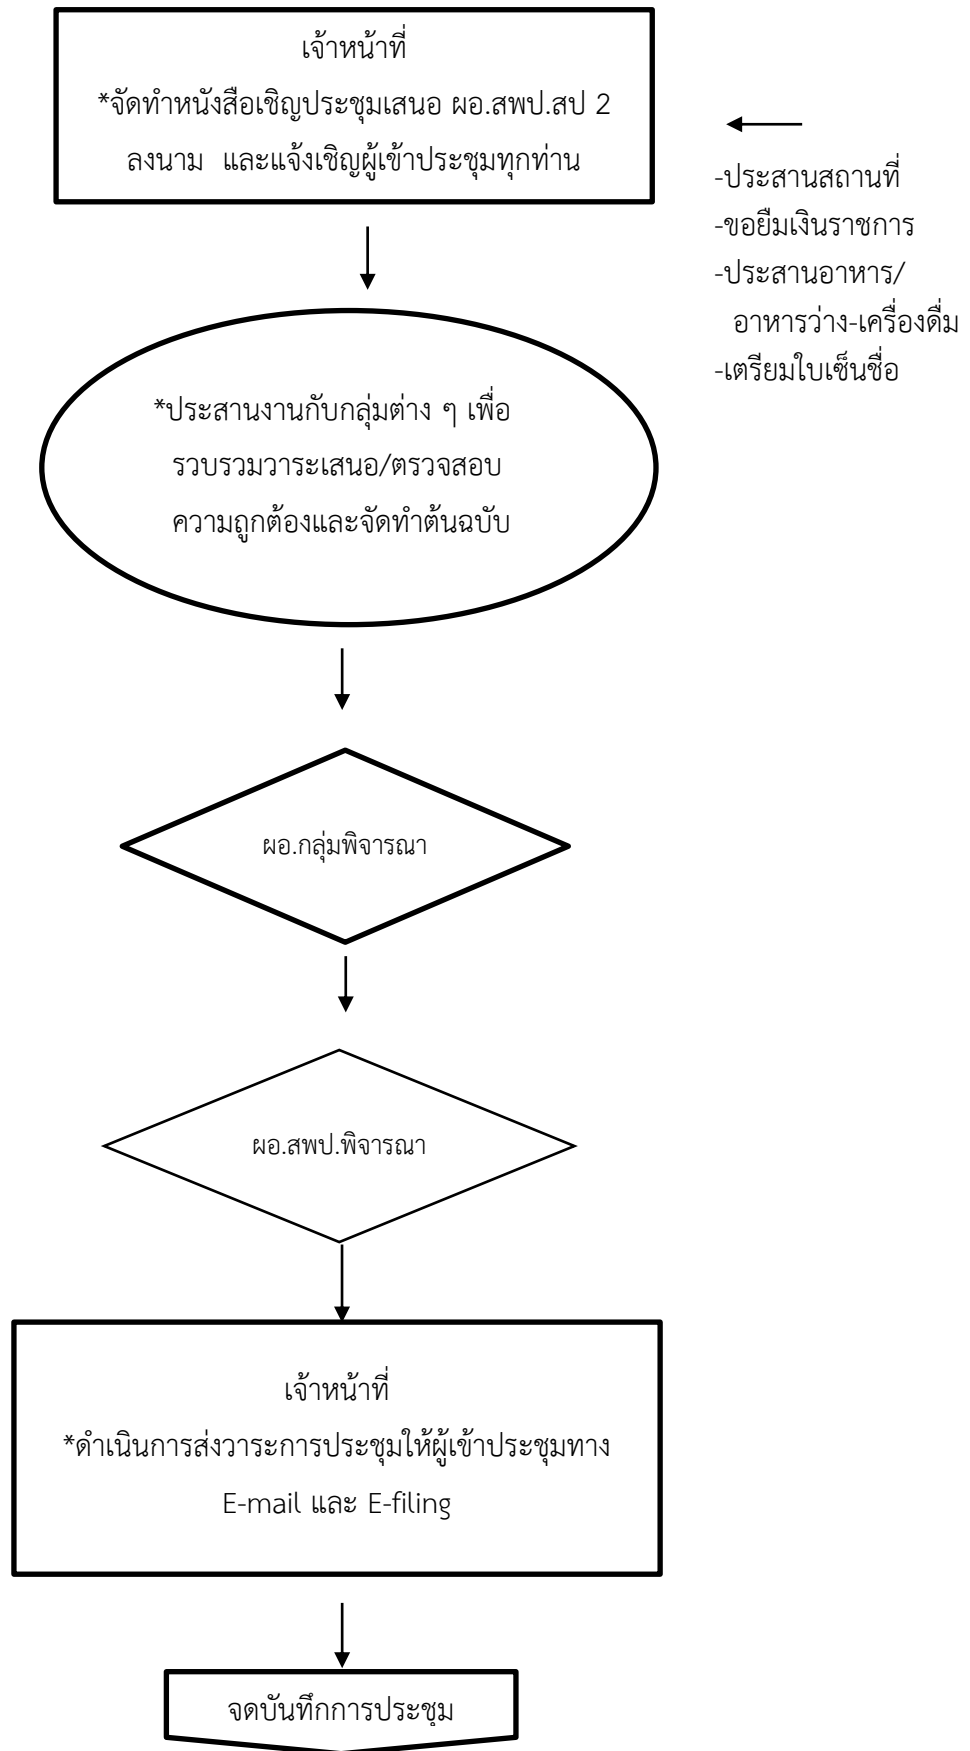 เจ้าหน้าที่
*จัดทำหนังสือเชิญประชุมเสนอ ผอ.สพป.สป 2
ลงนาม และแจ้งเชิญผู้เข้าประชุมทุกท่าน
-ประสานสถานที่
-ขอยืมเงินราชการ
-ประสานอาหาร/
อาหารว่าง-เครื่องดื่ม
-เตรียมใบเซ็นชื่อ
*ประสานงานกับกลุ่มต่าง ๆ เพื่อ
รวบรวมวาระเสนอ/ตรวจสอบ
ความถูกต้องและจัดทำต้นฉบับ
ผอ.กลุ่มพิจารณา
ผอ.สพป.พิจารณา
เจ้าหน้าที่
*ดำเนินการส่งวาระการประชุมให้ผู้เข้าประชุมทาง
E-mail และ E-filing
จดบันทึกการประชุม